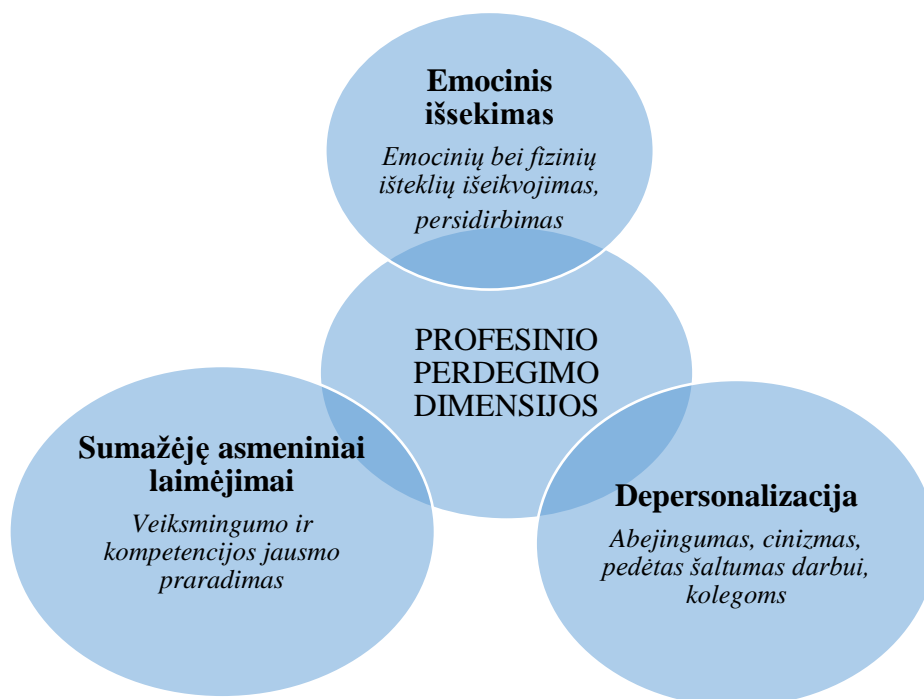 Emocinis
išsekimas
Emocinių bei fizinių
išteklių išeikvojimas,
persidirbimas
PROFESINIO
PERDEGIMO
DIMENSIJOS
Sumažėję asmeniniai
laimėjimai
Veiksmingumo ir
kompetencijos jausmo
praradimas
Depersonalizacija
Abejingumas, cinizmas,
pedėtas šaltumas darbui,
kolegoms